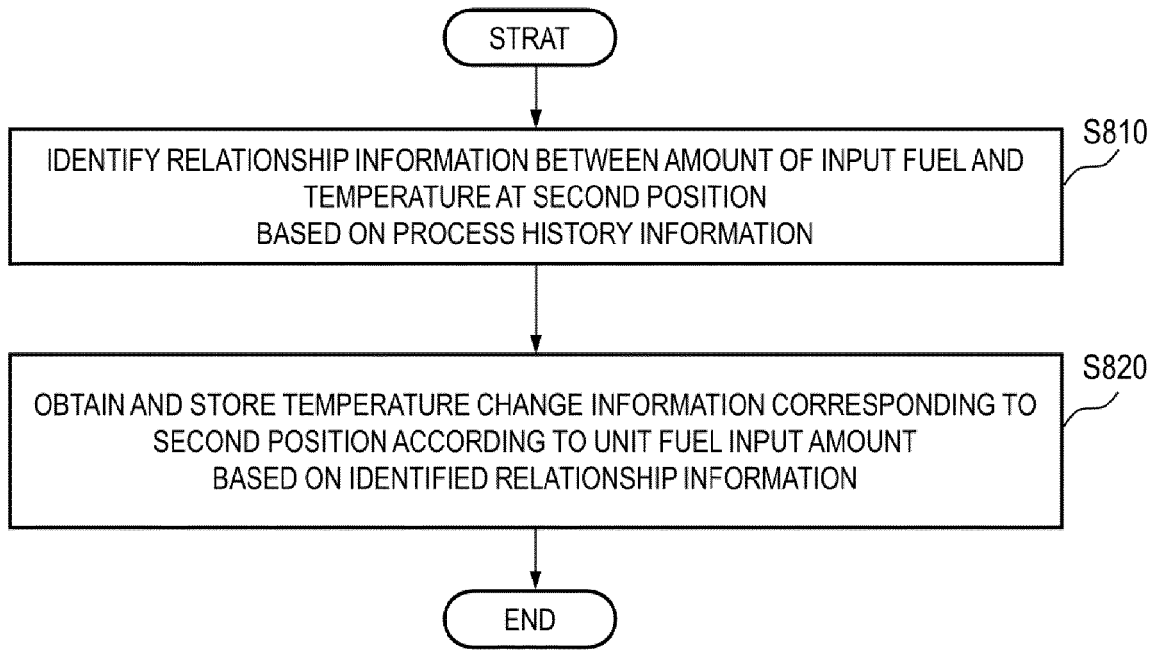 STRAT
S810
IDENTIFY RELATIONSHIP INFORMATION BETWEEN AMOUNT OF INPUT FUEL AND
TEMPERATURE AT SECOND POSITION
BASED ON PROCESS HISTORY INFORMATION
S820
OBTAIN AND STORE TEMPERATURE CHANGE INFORMATION CORRESPONDING TO
SECOND POSITION ACCORDING TO UNIT FUEL INPUT AMOUNT
BASED ON IDENTIFIED RELATIONSHIP INFORMATION
END